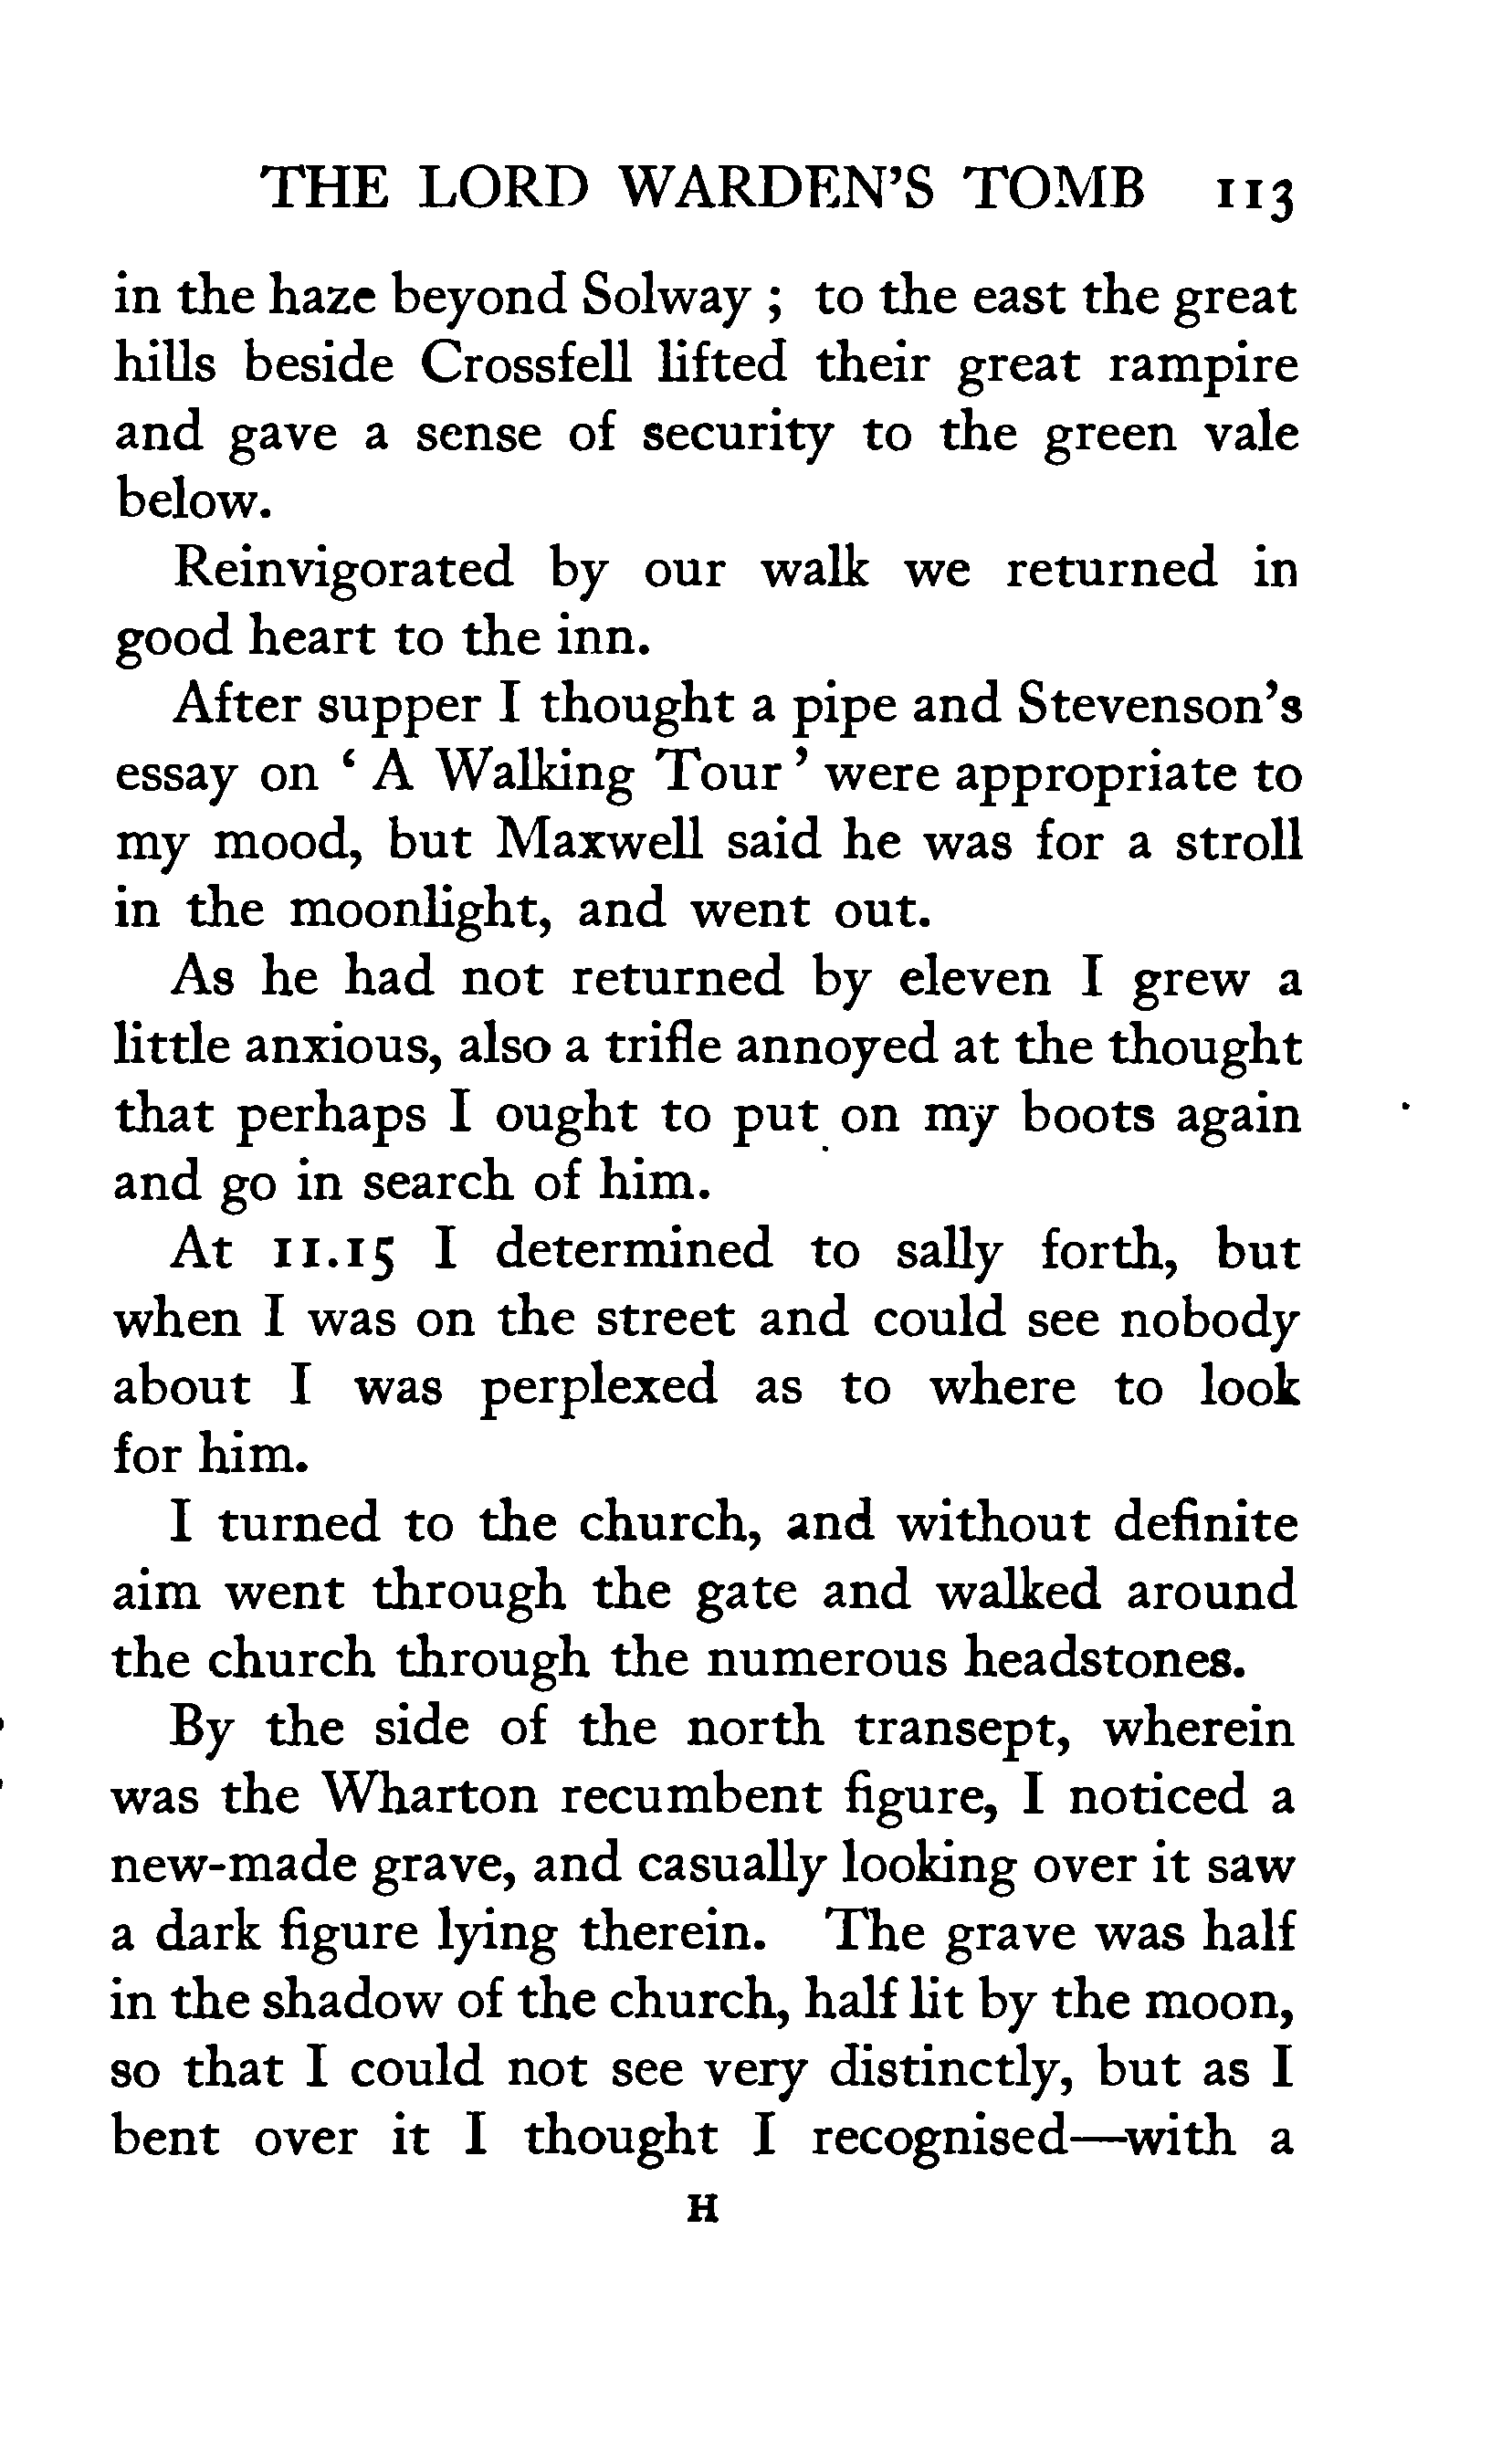 THE LORD WARDEN'S TOMB 113
in the haze beyond Solway ; to the east the great
hills beside Crossfell lifted their great rampire
and gave a sense of security to the green vale
below.
Reinvigorated by our walk we returned in
good heart to the inn.
After supper I thought a pipe and Stevenson's
essay on ‘ A Walking Tour ’ were appropriate to
my mood, but Maxwell said he was for a stroll
in the moonlight, and went out.
As he had not returned by eleven I grew a
little anxious, also a trifle annoyed at the thought
that perhaps I ought to put on my boots again
and go in search of him.
At 11.15 I determined to sally forth, but
when I was on the street and could see nobody
about I was perplexed as to where to look
for him.
I turned to the church, and without definite
aim went through the gate and walked around
the church through the numerous headstones.
By the side of the north transept, wherein
was the Wharton recumbent figure, I noticed a
new-made grave, and casually looking over it saw
a dark figure lying therein. The grave was half
in the shadow of the church, half lit by the moon,
so that I could not see very distinctly, but as I
bent over it I thought I recognised—with a
H